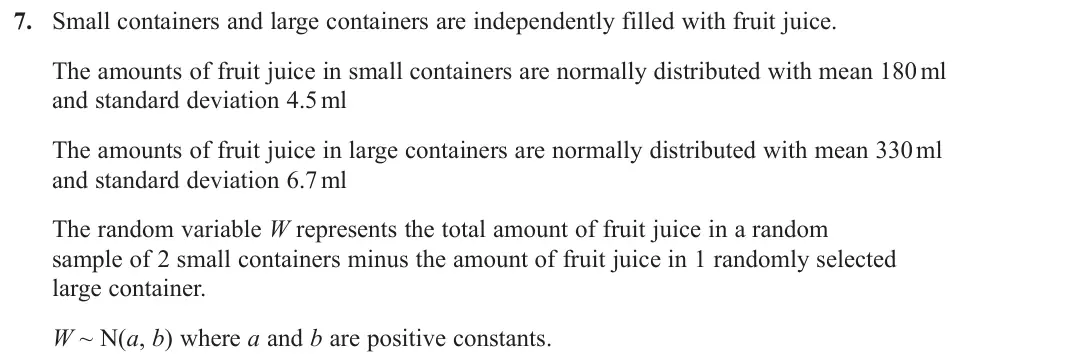 7. Small containers and large containers are independently filled with fruit juice.
The amounts of fruit juice in small containers are normally distributed with mean 180 ml
and standard deviation 4.5 ml
The amounts of fruit juice in large containers are normally distributed with mean 330 ml
and standard deviation 6.7 ml
The random variable W represents the total amount of fruit juice in a random
sample of 2 small containers minus the amount of fruit juice in 1 randomly selected
large container.
W ~ N(a, b) where a and b are positive constants.